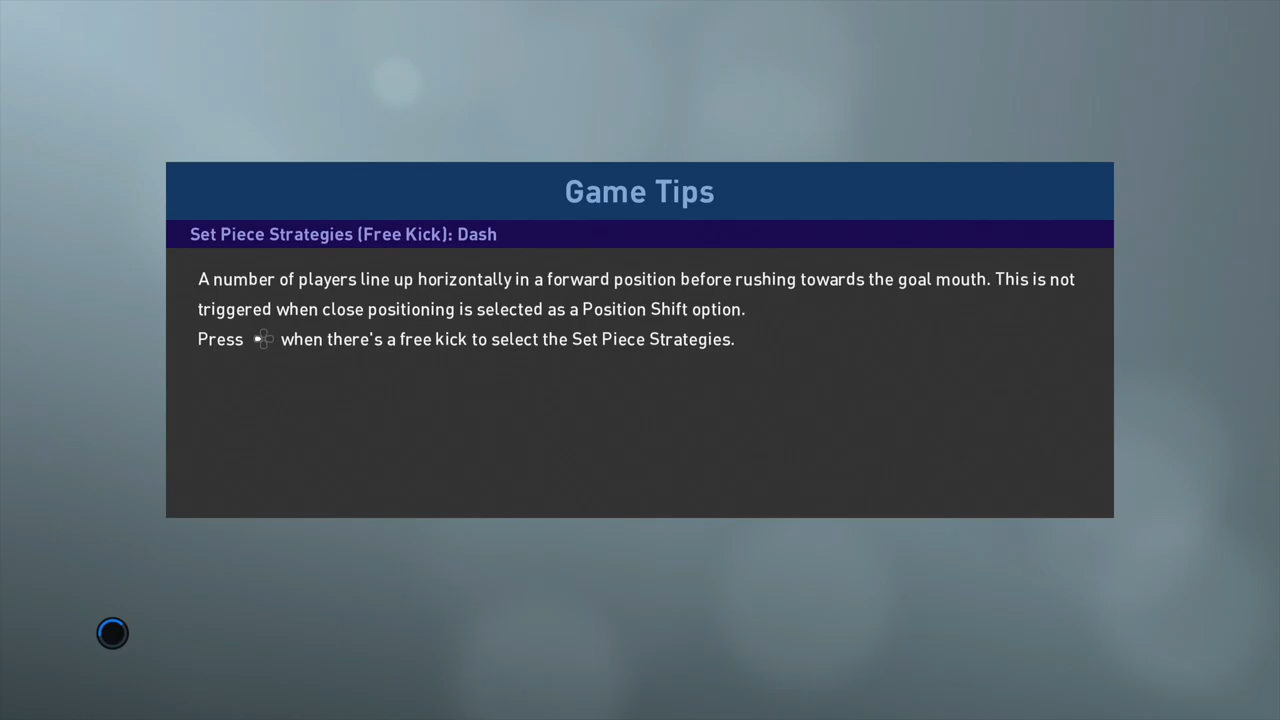 Game Tips
Set Piece Strategies (Free Kick): Dash
A number of players line up horizontally in a forward position before rushing towards the goal mouth. This is not
triggered when close positioning is selected as a Position Shift option.
Press when there's a free kick to select the Set Piece Strategies.